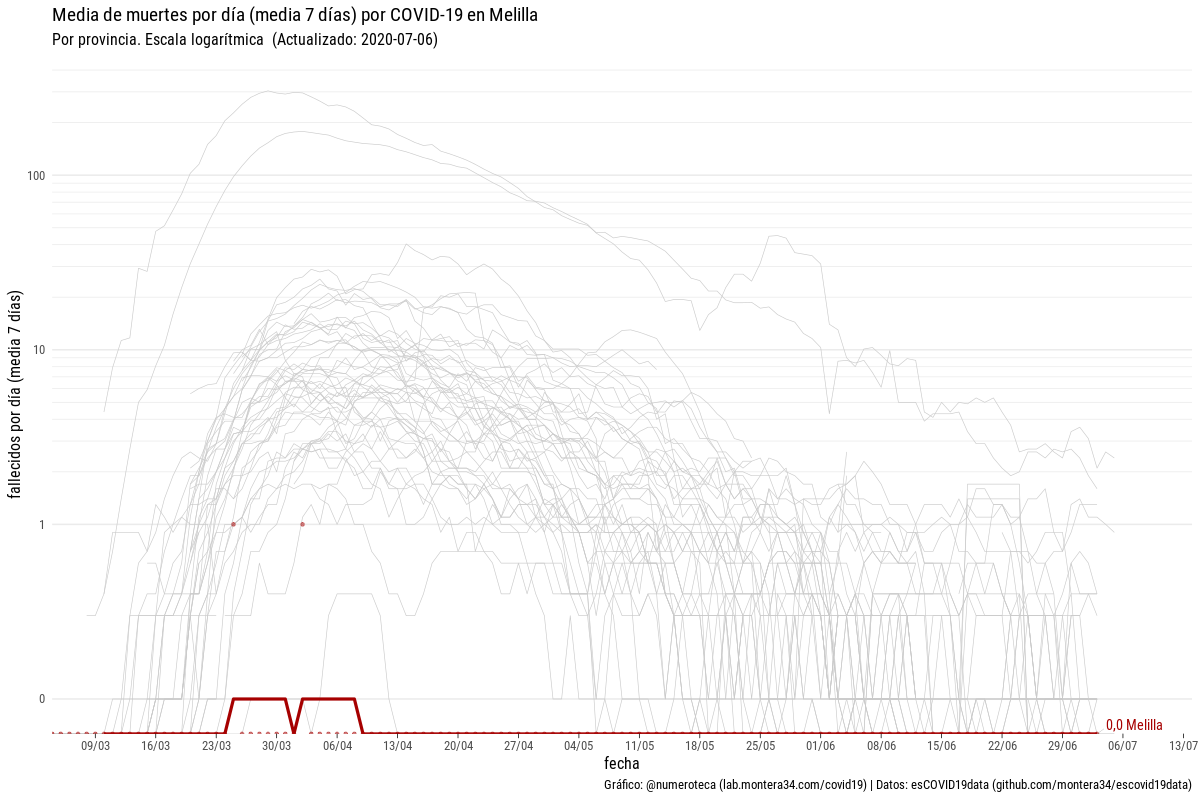 Media de muertes por día (media 7 días) por COVID-19 en Melilla
Por provincia. Escala logarítmica (Actualizado: 2020-07-06)
fallecidos por día (media 7 días)
100
10
1
0
0,0 Melilla
09/03 16/03 23/03 30/03 06/04 13/04 20/04 27/04 04/05 11/05 18/05 25/05 01/06 08/06 15/06 22/06 29/06 06/07 13/07
fecha
Gráfico: @numeroteca (lab.montera34.com/covid19) | Datos: esCOVID19data (github.com/montera34/escovid19data)